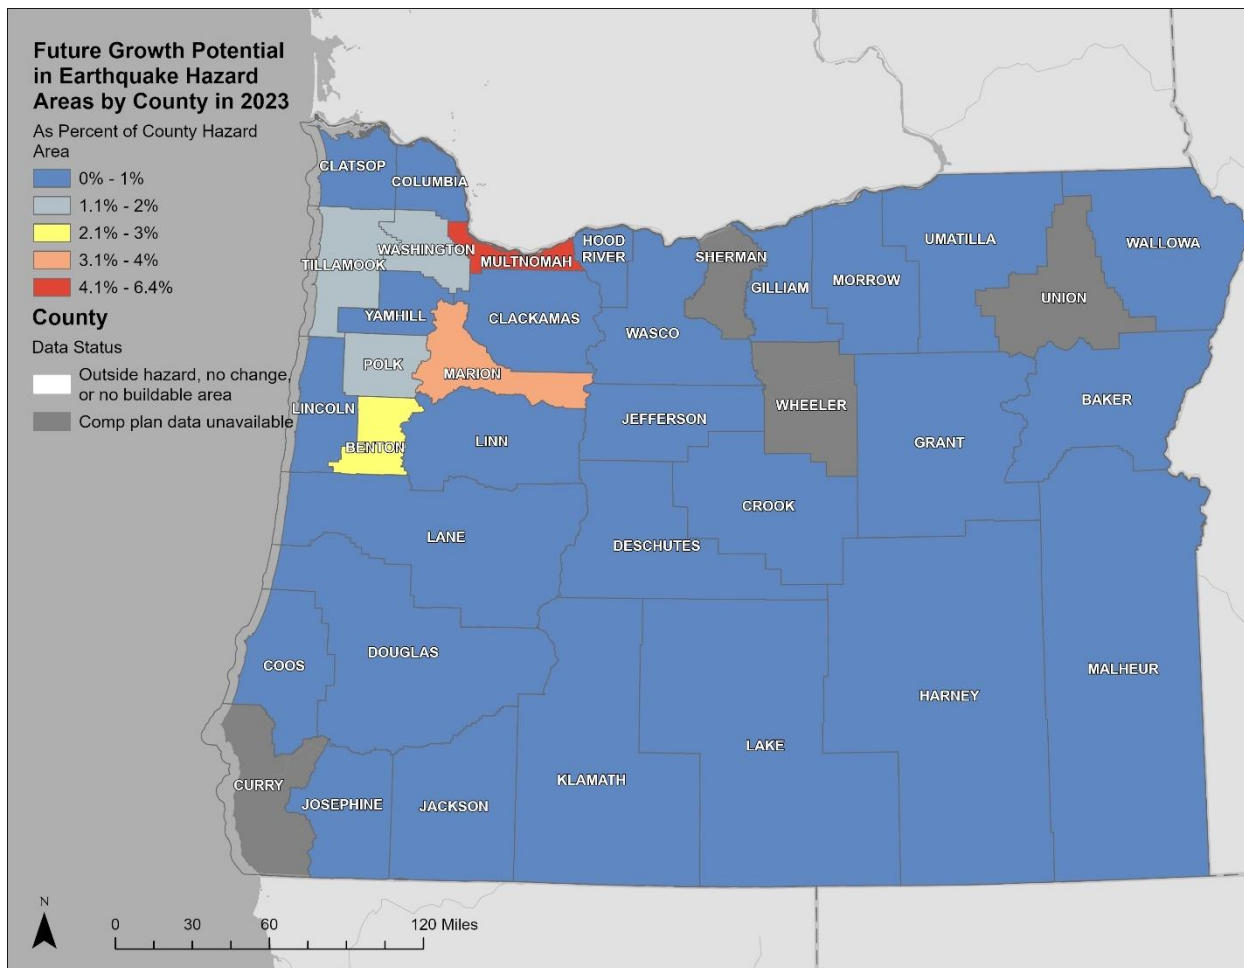 Future Growth Potential
in Earthquake Hazard
Areas by County in 2023
As Percent of County Hazard
Area
0% - 1%
1.1% - 2%
2.1% - 3%
3.1% - 4%
4.1% - 6.4%
County
Data Status
Outside hazard, no change,
or no buildable area
Comp plan data unavailable
CLATSOP
COLUMBIA
TILLAMOOK
WASHINGTON
MULTNOMAH
HOOD
RIVER
SHERMAN
GILLIAM
MORROW
UMATILLA
UNION
WALLOWA
YAMHILL
CLACKAMAS
WASCO
POLK
MARION
LINCOLN
BENTON
LINN
JEFFERSON
WHEELER
GRANT
BAKER
LANE
DESCHUTES
CROOK
COOS
DOUGLAS
HARNEY
MALHEUR
LAKE
KLAMATH
CURRY
JOSEPHINE
JACKSON
N
0 30 60 120 Miles